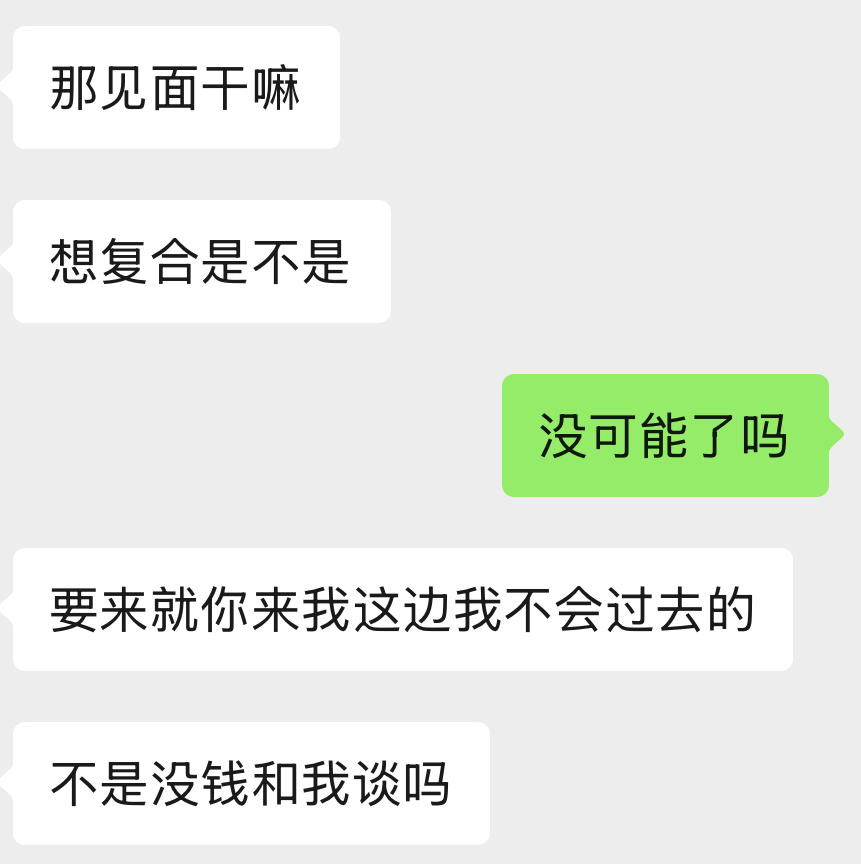 那见面干嘛
想复合是不是
没可能了吗
要来就你来我这边我不会过去的
不是没钱和我谈吗